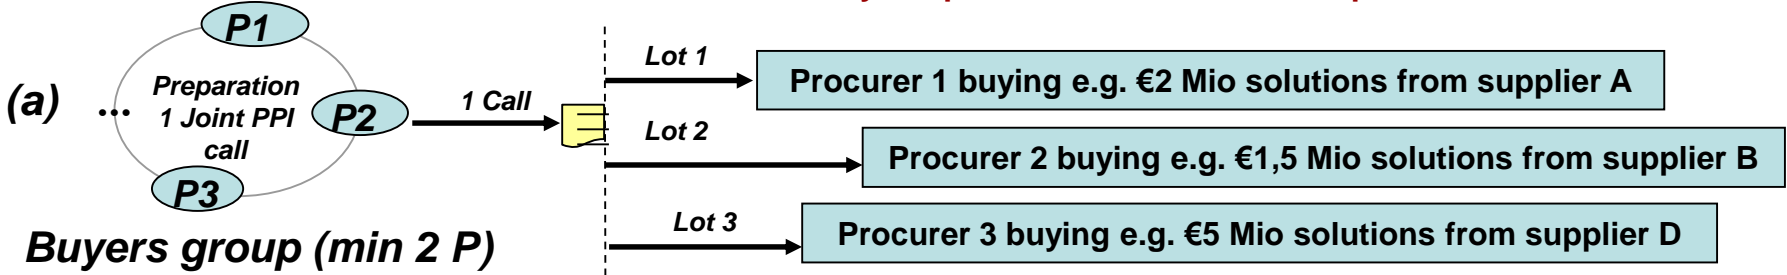 P1
Lot 1
Procurer 1 buying e.g. €2 Mio solutions from supplier A
(a) ... Preparation
1 Joint PPI
call
P2
1 Call
Lot 2
Procurer 2 buying e.g. €1,5 Mio solutions from supplier B
P3
Lot 3
Procurer 3 buying e.g. €5 Mio solutions from supplier D
Buyers group (min 2 P)